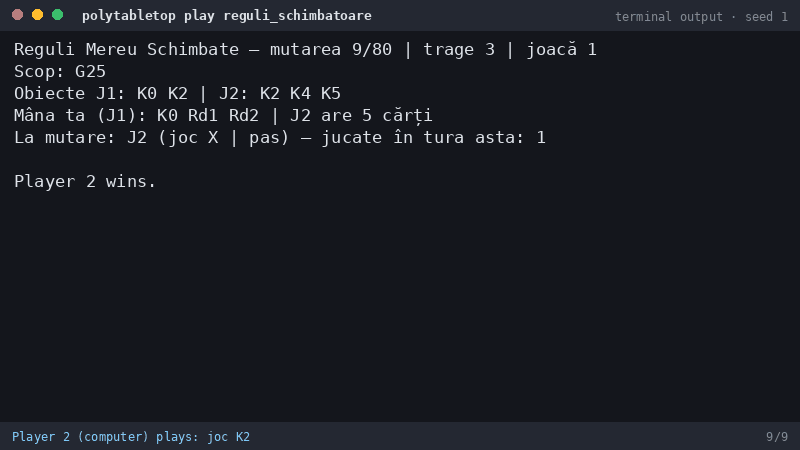 polytabletop play reguli_schimbatoare
terminal output · seed 1
Reguli Mereu Schimbate — mutarea 9/80 | trage 3 | joacă 1
Scop: G25
Obiecte J1: K0 K2 | J2: K2 K4 K5
Mâna ta (J1): K0 Rd1 Rd2 | J2 are 5 cărți
La mutare: J2 (joc X | pas) — jucate în tura asta: 1
Player 2 wins.
Player 2 (computer) plays: joc K2
9/9